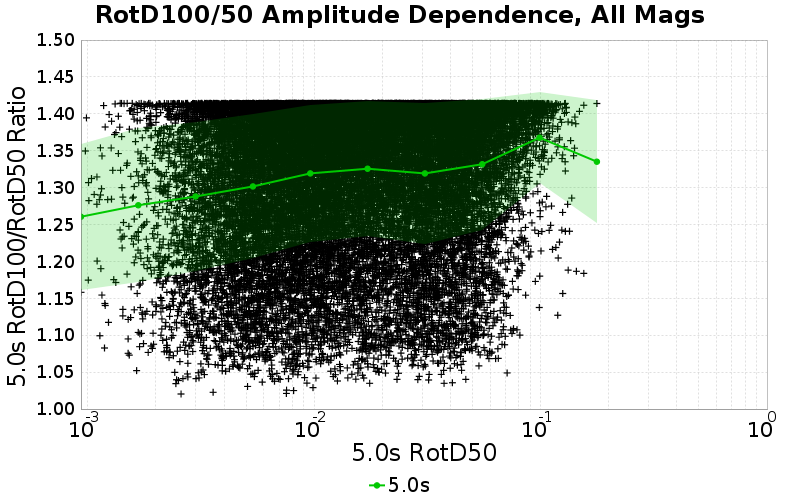 RotD100/50 Amplitude Dependence, All Mags
5.0s RotD100/RotD50 Ratio
1.50
1.45
1.40
1.35
1.30
1.25
1.20
1.15
1.10
1.05
1.00
10^-3 10^-2 10^-1 10^0
5.0s RotD50
5.0s